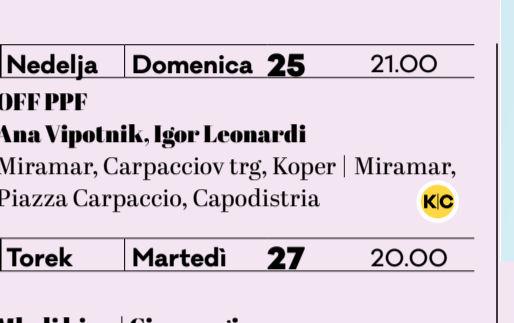 Nedelja Domenica 25 21.00
OFF PPF
Ana Vipotnik, Igor Leonardi
Miramar, Carpacciov trg, Koper | Miramar,
Piazza Carpaccio, Capodistria
K|C
Torek Martedì 27 20.00